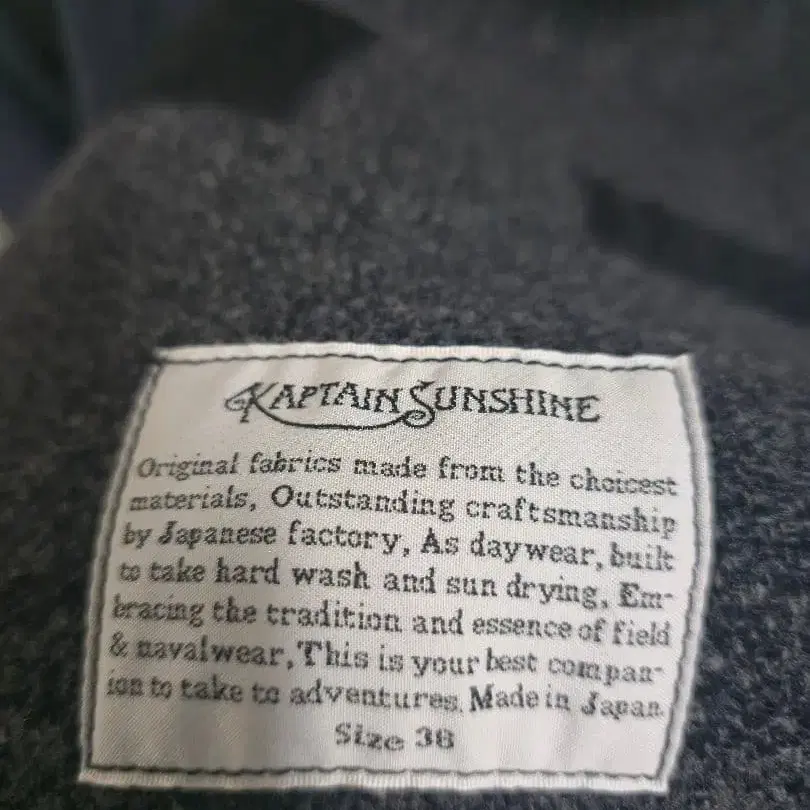 KAPTAIN SUNSHINE
Original fabrics made from the choicest
materials, Outstanding craftsmanship
by Japanese factory, As daywear, built
to take hard wash and sun drying, Em-
bracing the tradition and essence of field
& navalwear, This is your best compan-
ion to take to adventures. Made in Japan.
Size 38